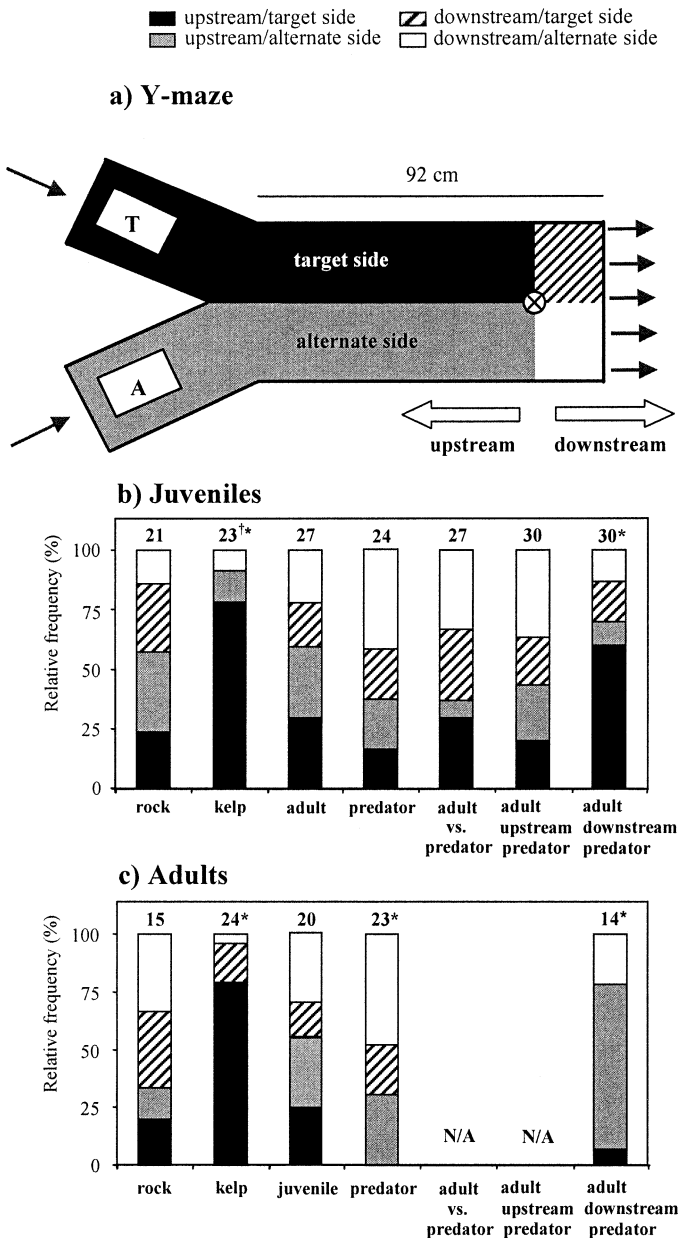 upstream/target side downstream/target side
upstream/alternate side downstream/alternate side
a) Y-maze
92 cm
T
target side
alternate side
A
upstream downstream
b) Juveniles
21 23†* 27 24 27 30 30*
Relative frequency (%)
100
75
50
25
0
rock kelp adult predator adult vs. predator adult upstream predator adult downstream predator
c) Adults
15 24* 20 23* 14*
Relative frequency (%)
100
75
50
25
0
N/A N/A
rock kelp juvenile predator adult vs. predator adult upstream predator adult downstream predator